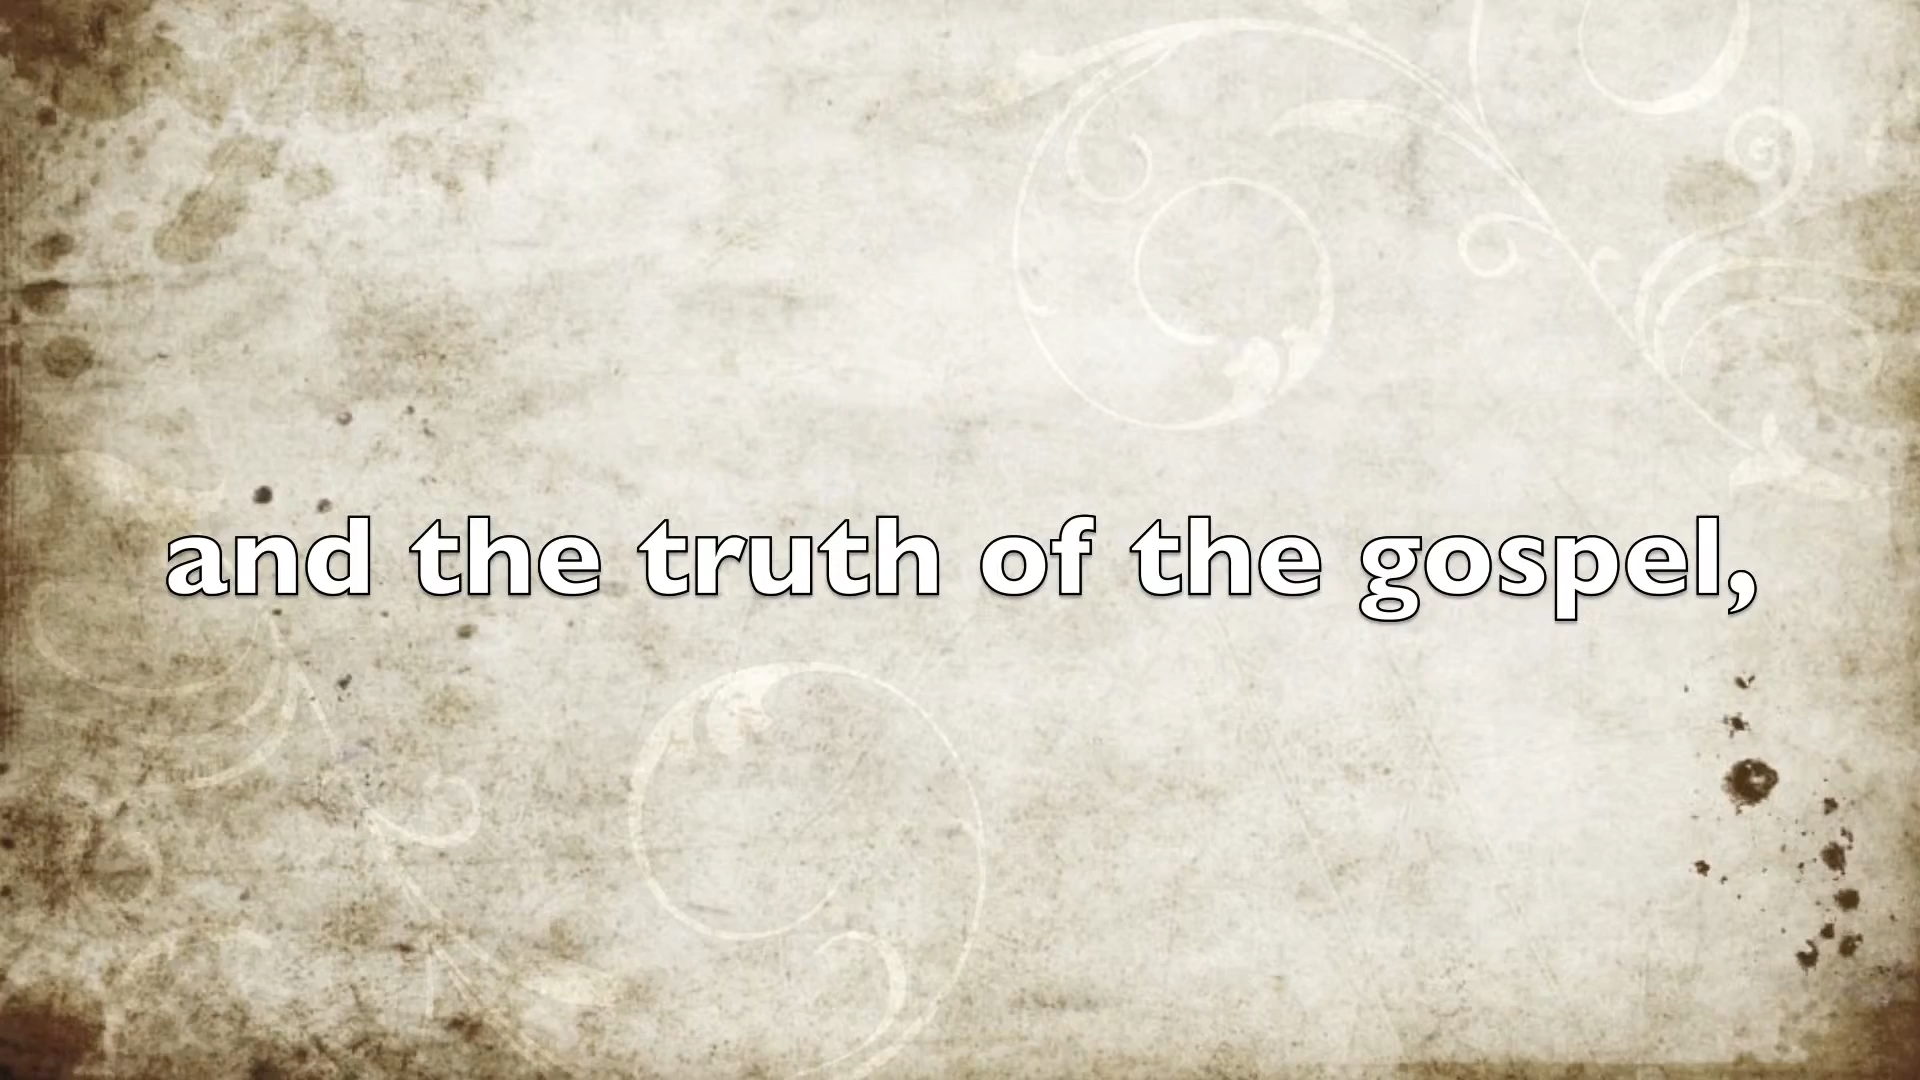 and the truth of the gospel,